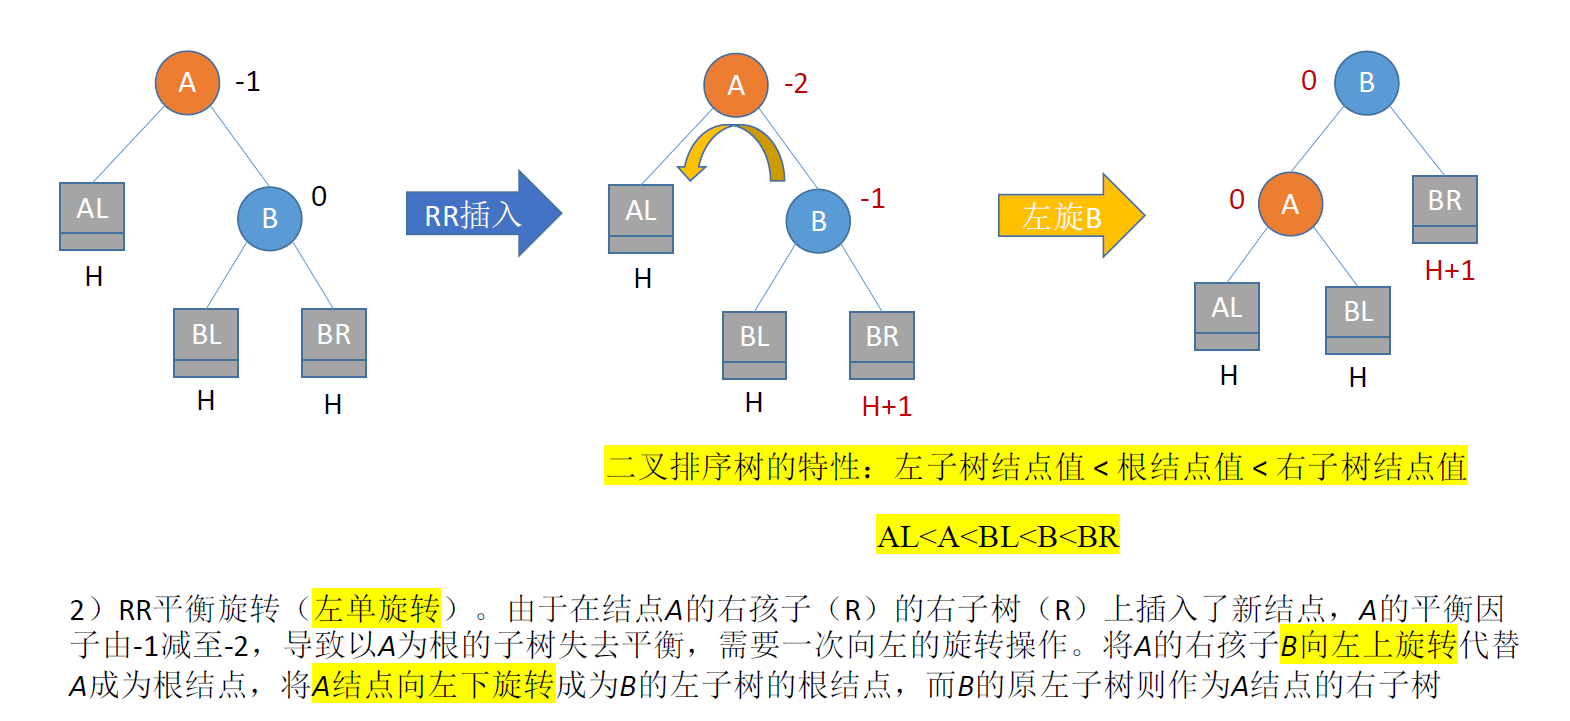 A -1
AL
H
B 0
BL
H
BR
H
RR插入
A -2
AL
H
B -1
BL
H
BR
H+1
左旋B
0 B
0 A
BR
H+1
AL
H
BL
H
二叉排序树的特性：左子树结点值 < 根结点值 < 右子树结点值
AL<A<BL<B<BR
2）RR平衡旋转（左单旋转）。由于在结点A的右孩子（R）的右子树（R）上插入了新结点，A的平衡因
子由-1减至-2，导致以A为根的子树失去平衡，需要一次向左的旋转操作。将A的右孩子B向左上旋转代替
A成为根结点，将A结点向左下旋转成为B的左子树的根结点，而B的原左子树则作为A结点的右子树